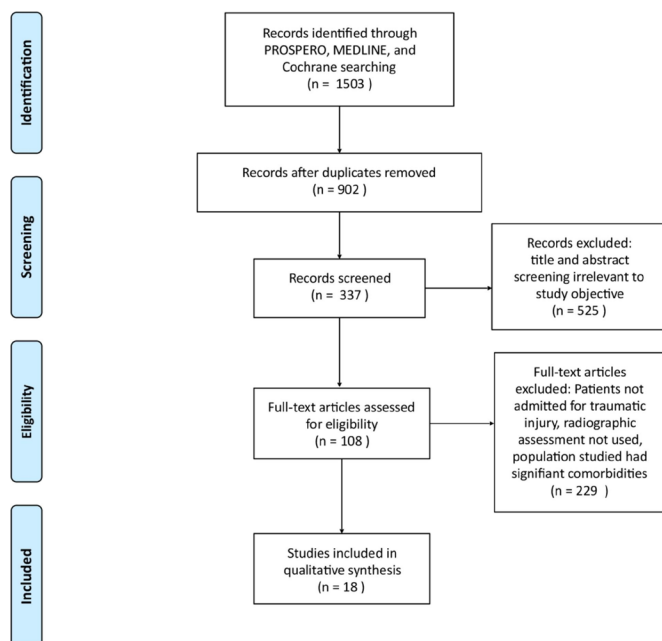 Identification
Records identified through
PROSPERO, MEDLINE, and
Cochrane searching
(n = 1503 )
Records after duplicates removed
(n = 902)
Screening
Records screened
(n = 337)
Records excluded:
title and abstract
screening irrelevant to
study objective
(n = 525 )
Eligibility
Full-text articles assessed
for eligibility
(n = 108)
Full-text articles
excluded: Patients not
admitted for traumatic
injury, radiographic
assessment not used,
population studied had
signifiant comorbidities
(n = 229 )
Included
Studies included in
qualitative synthesis
(n = 18 )